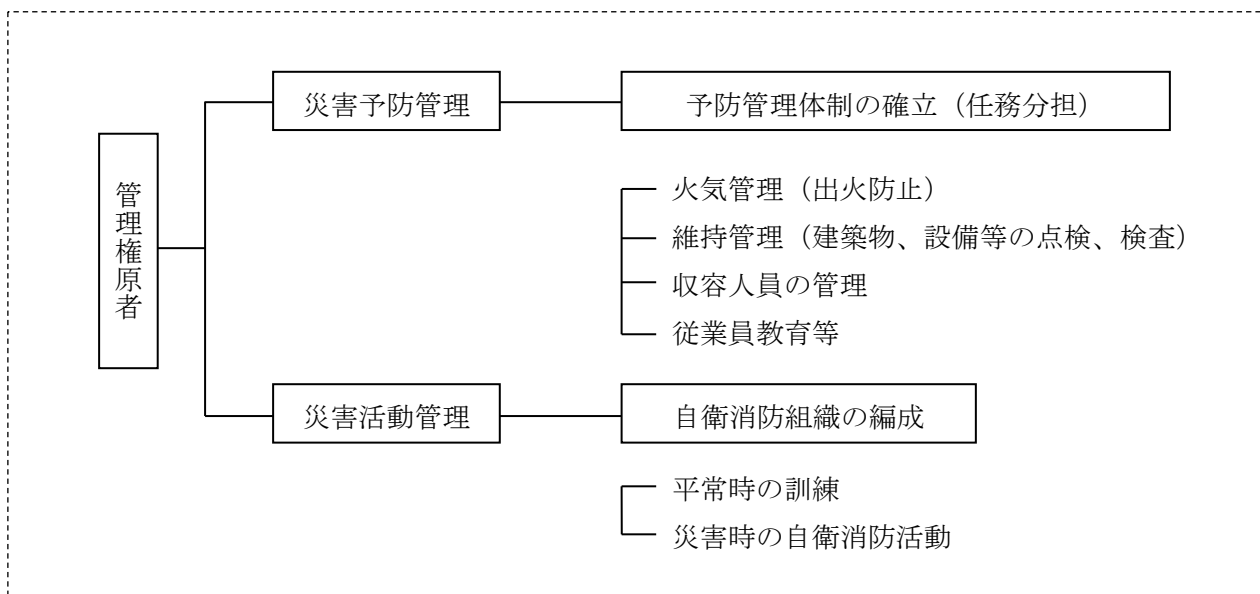 管理権原者
災害予防管理
予防管理体制の確立（任務分担）
火気管理（出火防止）
維持管理（建築物、設備等の点検、検査）
収容人員の管理
従業員教育等
災害活動管理
自衛消防組織の編成
平常時の訓練
災害時の自衛消防活動